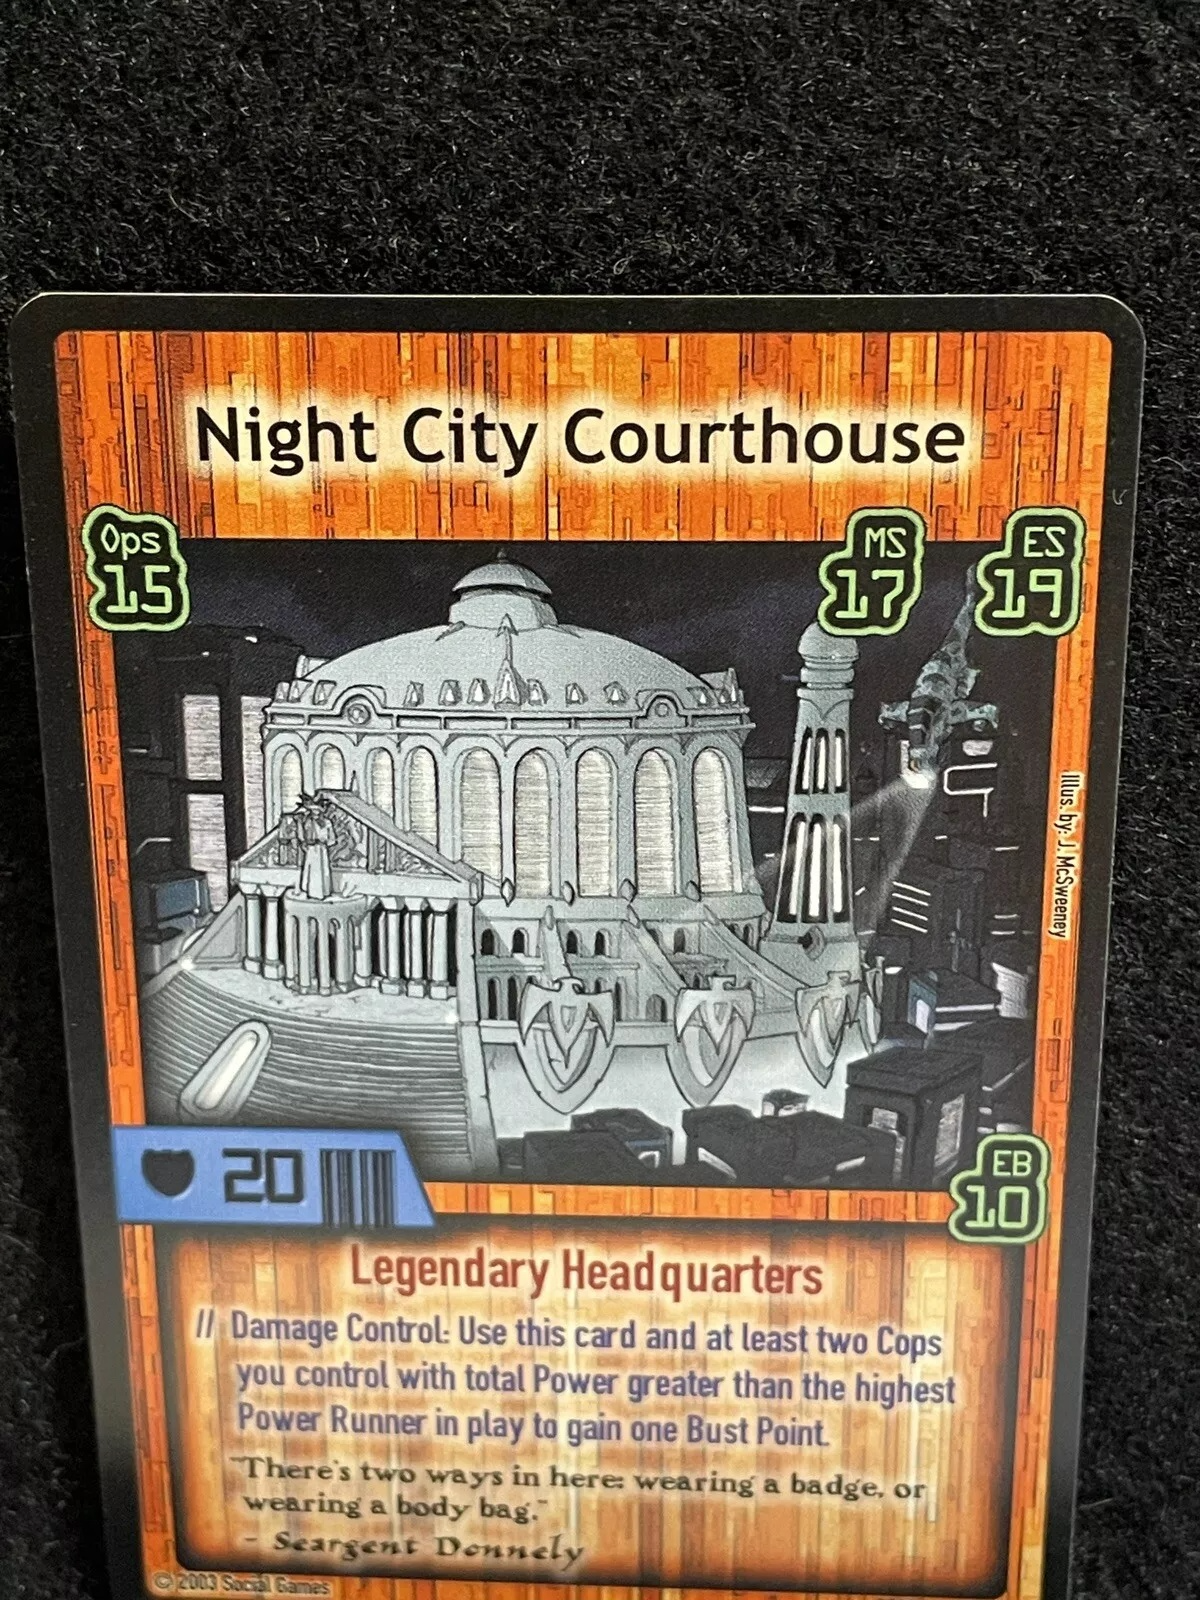 Night City Courthouse
Ops
15
MS
17
ES
19
Illus. by: J.McSweeney
20
EB
10
Legendary Headquarters
// Damage Control: Use this card and at least two Cops
you control with total Power greater than the highest
Power Runner in play to gain one Bust Point.
"There's two ways in here: wearing a badge, or
wearing a body bag."
- Seargent Donnely
© 2003 Social Games